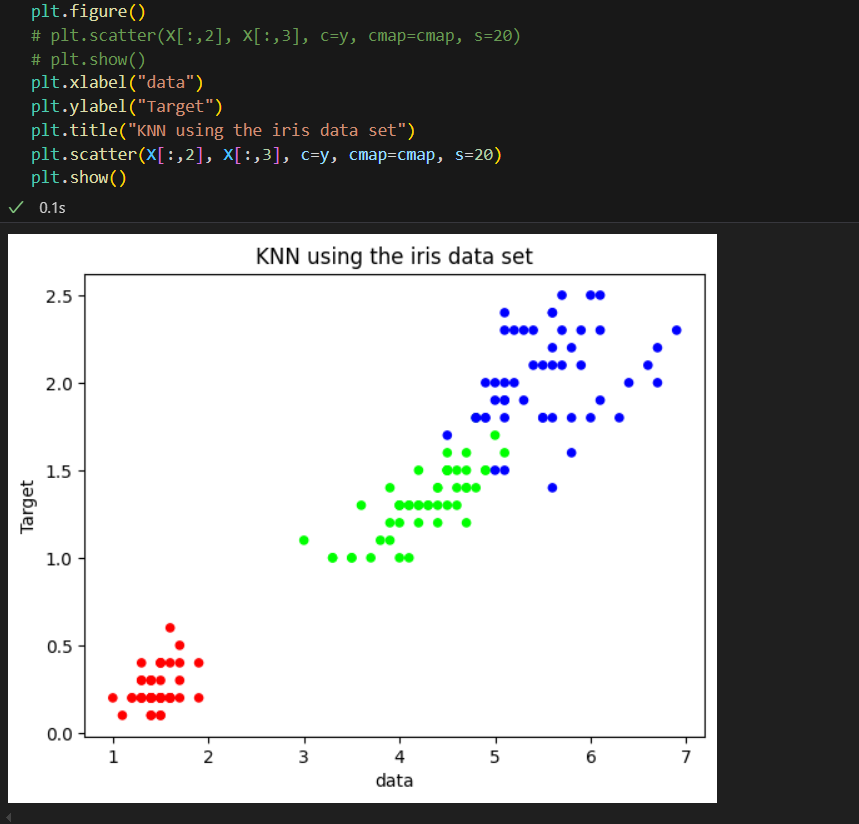 plt.figure()
# plt.scatter(X[:,2], X[:,3], c=y, cmap=cmap, s=20)
# plt.show()
plt.xlabel("data")
plt.ylabel("Target")
plt.title("KNN using the iris data set")
plt.scatter(X[:,2], X[:,3], c=y, cmap=cmap, s=20)
plt.show()
0.1s
KNN using the iris data set
2.5
2.0
1.5
1.0
0.5
0.0
Target
1 2 3 4 5 6 7
data